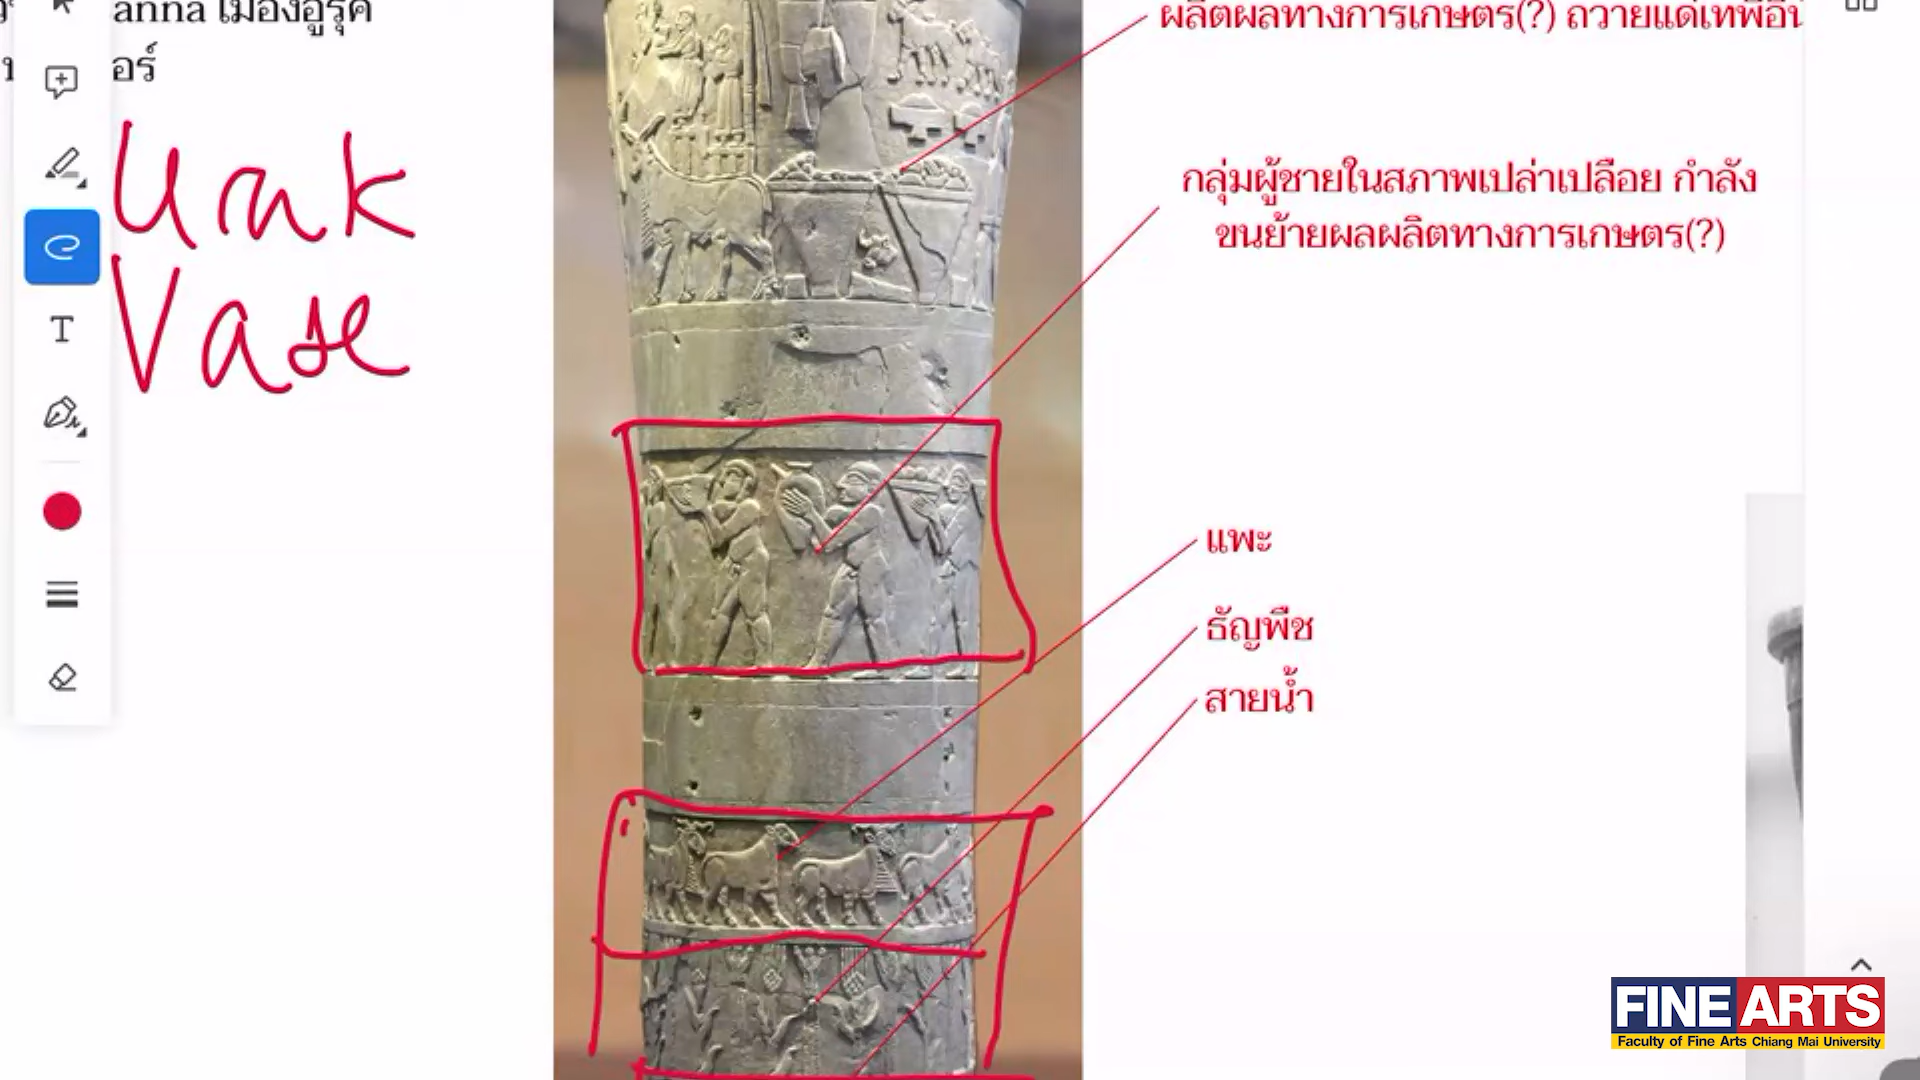 anna เมืองอูรุค
อร์
Uruk
Vase
ผลิตผลทางการเกษตร(?) ถวายแด่เทพีอิน
กลุ่มผู้ชายในสภาพเปล่าเปลือย กำลัง
ขนย้ายผลผลิตทางการเกษตร(?)
แพะ
ธัญพืช
สายน้ำ
T
FINE ARTS
Faculty of Fine Arts Chiang Mai University